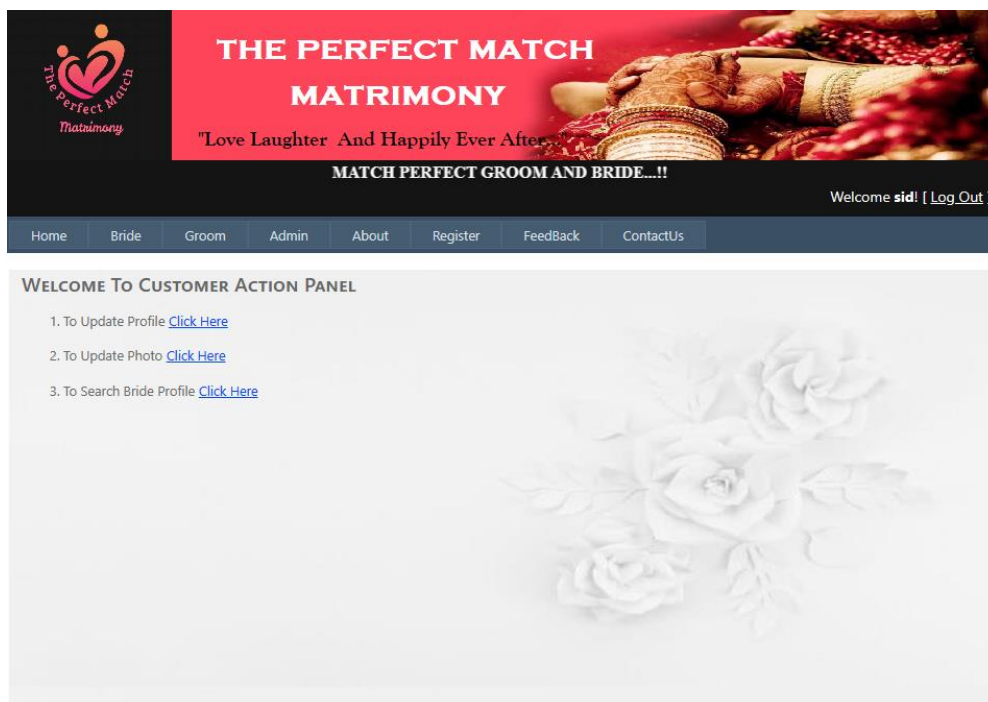 The Perfect Match
Matrimony
THE PERFECT MATCH
MATRIMONY
"Love Laughter And Happily Ever After..."
MATCH PERFECT GROOM AND BRIDE...!!
Welcome sid! [ Log Out ]
Home Bride Groom Admin About Register FeedBack ContactUs
WELCOME TO CUSTOMER ACTION PANEL
1. To Update Profile Click Here
2. To Update Photo Click Here
3. To Search Bride Profile Click Here